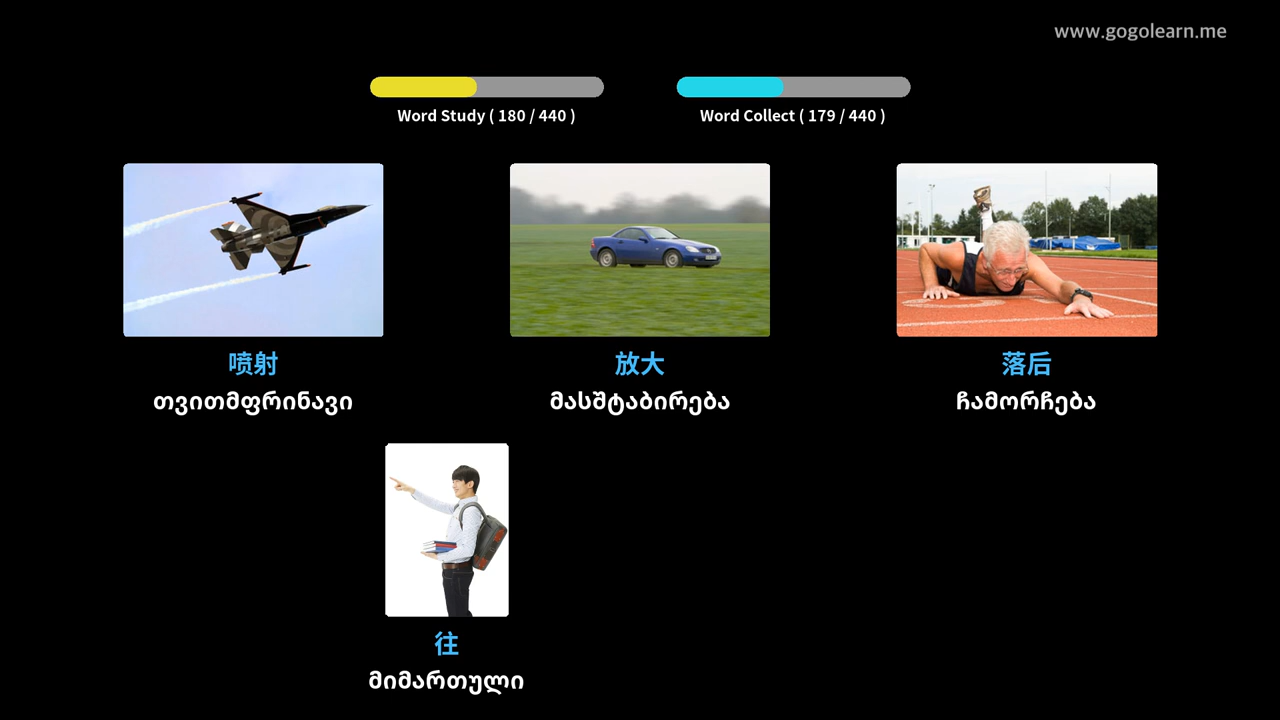 www.gogolearn.me
Word Study ( 180 / 440 )
Word Collect ( 179 / 440 )
喷射
თვითმფრინავი
放大
მასშტაბირება
落后
ჩამორჩება
往
მიმართული